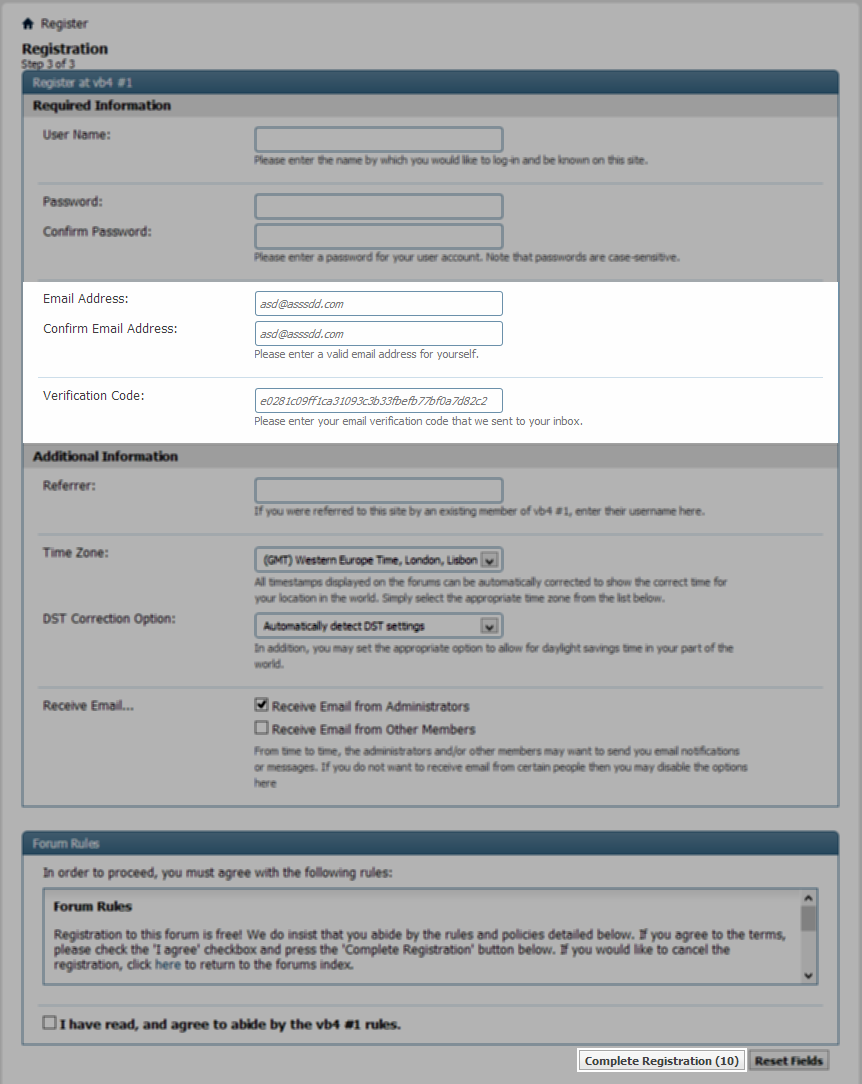 Register
Registration
Step 3 of 3
Register at vb4 #1
Required Information
User Name:
Please enter the name by which you would like to log-in and be known on this site.
Password:
Confirm Password:
Please enter a password for your user account. Note that passwords are case-sensitive.
Email Address:
asd@asssdd.com
Confirm Email Address:
asd@asssdd.com
Please enter a valid email address for yourself.
Verification Code:
e0281c09ff1ca31093c3b33fbefb77bf0a7d82c2
Please enter your email verification code that we sent to your inbox.
Additional Information
Referrer:
If you were referred to this site by an existing member of vb4 #1, enter their username here.
Time Zone:
(GMT) Western Europe Time, London, Lisbon
All timestamps displayed on the forums can be automatically corrected to show the correct time for
your location in the world. Simply select the appropriate time zone from the list below.
DST Correction Option:
Automatically detect DST settings
In addition, you may set the appropriate option to allow for daylight savings time in your part of the
world.
Receive Email...
Receive Email from Administrators
Receive Email from Other Members
From time to time, the administrators and/or other members may want to send you email notifications
or messages. If you do not want to receive email from certain people then you may disable the options
here
Forum Rules
In order to proceed, you must agree with the following rules:
Forum Rules
Registration to this forum is free! We do insist that you abide by the rules and policies detailed below. If you agree to the terms,
please check the 'I agree' checkbox and press the 'Complete Registration' button below. If you would like to cancel the
registration, click here to return to the forums index.
I have read, and agree to abide by the vb4 #1 rules.
Complete Registration (10) Reset Fields